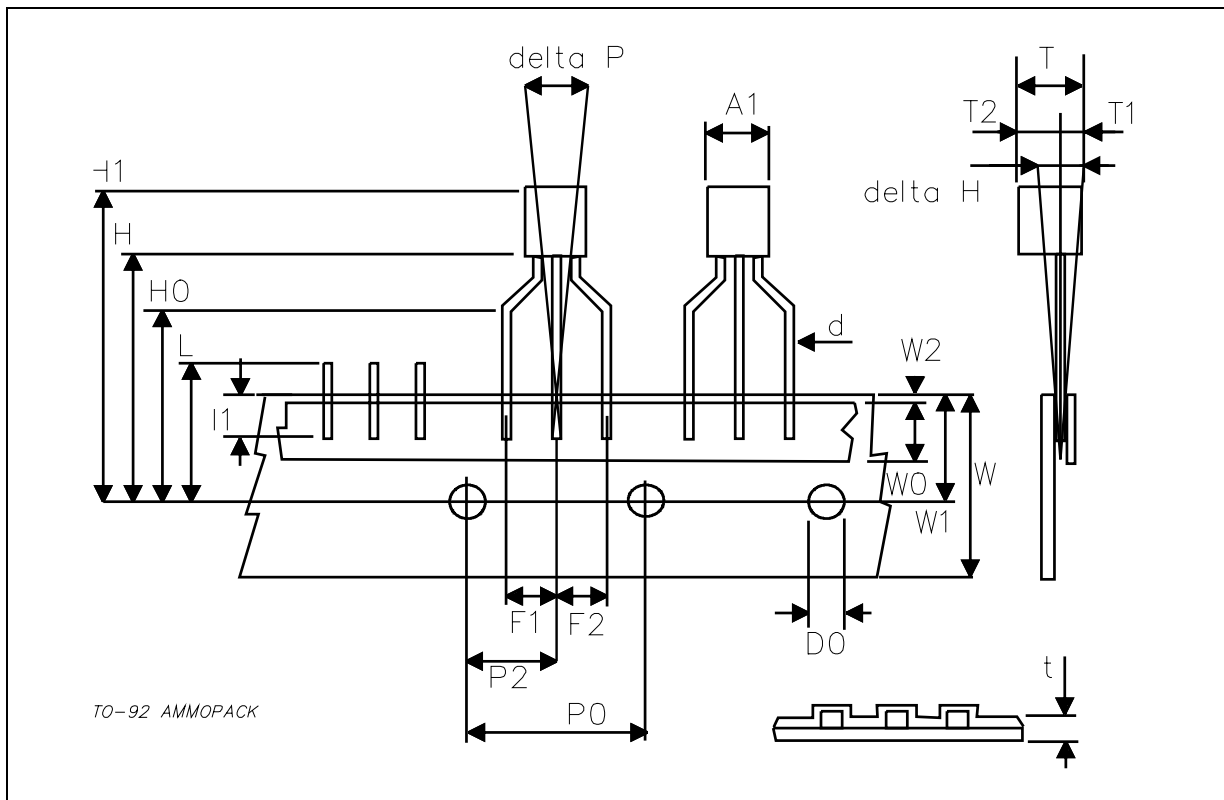 delta P
T
A1
T2
T1
H1
delta H
H
H0
L
d
W2
I1
W0
W
W1
F1
F2
D0
P2
t
P0
TO-92 AMMOPACK